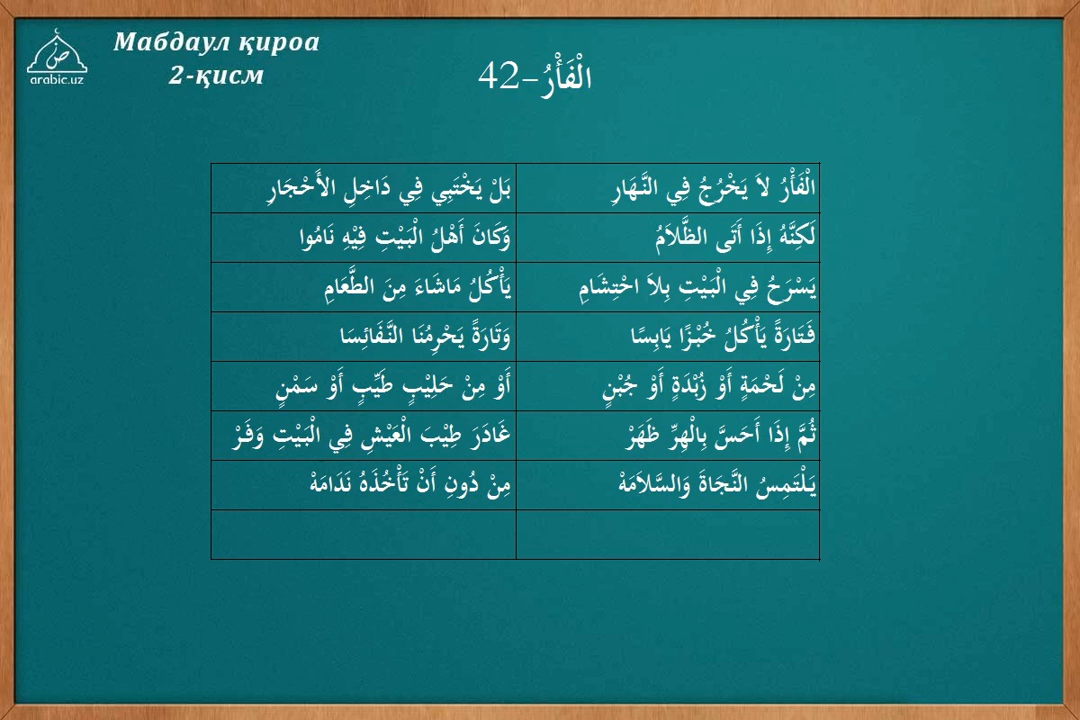 arabic.uz
Мабдаул қироа
2-қисм
42-الْفَأْرُ
الْفَأْرُ لاَ يَخْرُجُ فِي النَّهَارِ	بَلْ يَخْتَبِي فِي دَاخِلِ الأَحْجَارِ
لَكِنَّهُ إِذَا أَتَى الظَّلاَمُ	وَكَانَ أَهْلُ الْبَيْتِ فِيْهِ نَامُوا
يَسْرَحُ فِي الْبَيْتِ بِلاَ احْتِشَامِ	يَأْكُلُ مَاشَاءَ مِنَ الطَّعَامِ
فَتَارَةً يَأْكُلُ خُبْزًا يَابِسًا	وَتَارَةً يَحْرِمُنَا النَّفَائِسَا
مِنْ لَحْمَةٍ أَوْ زُبْدَةٍ أَوْ جُبْنٍ	أَوْ مِنْ حَلِيْبٍ طَيِّبٍ أَوْ سَمْنٍ
ثُمَّ إِذَا أَحَسَّ بِالْهِرِّ ظَهَرْ	غَادَرَ طِيْبَ الْعَيْشِ فِي الْبَيْتِ وَفَرْ
يَلْتَمِسُ النَّجَاةَ وَالسَّلاَمَهْ	مِنْ دُونِ أَنْ تَأْخُذَهُ نَدَامَهْ